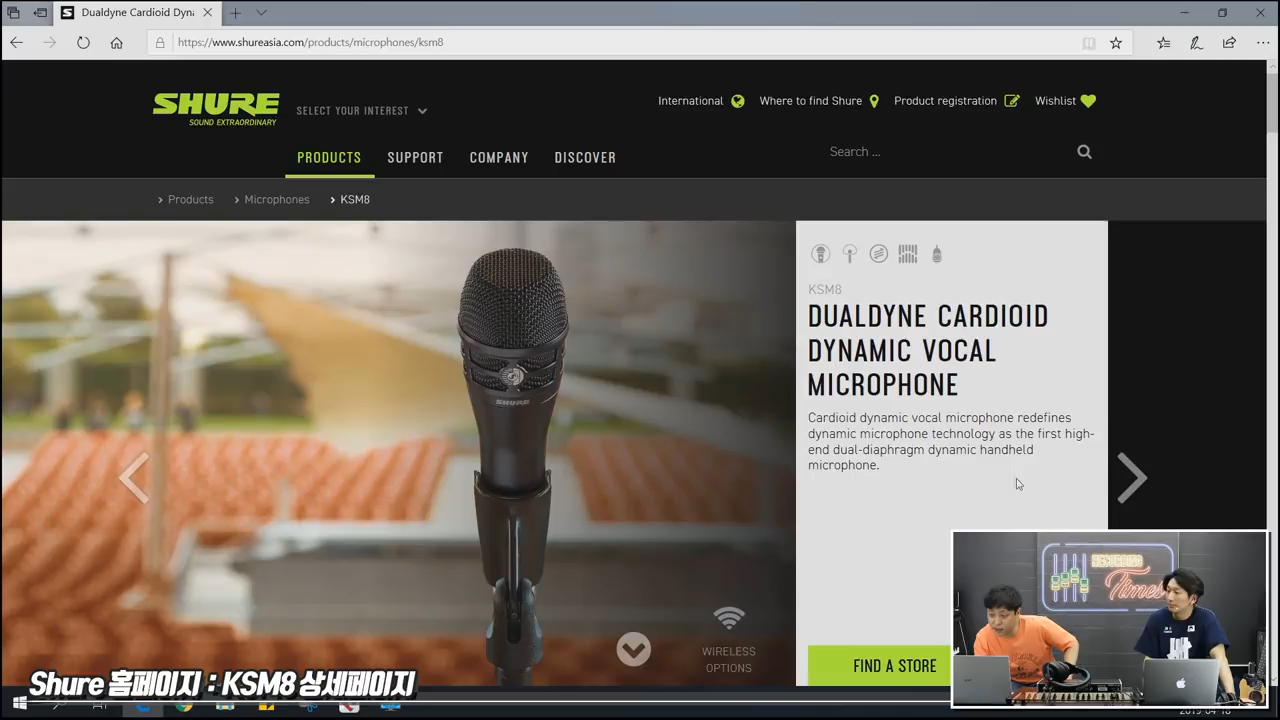 Dualdyne Cardioid Dyn
https://www.shureasia.com/products/microphones/ksm8
SHURE
SOUND EXTRAORDINARY
SELECT YOUR INTEREST
International
Where to find Shure
Product registration
Wishlist
PRODUCTS
SUPPORT
COMPANY
DISCOVER
Search ...
Products
Microphones
KSM8
KSM8
DUALDYNE CARDIOID
DYNAMIC VOCAL
MICROPHONE
Cardioid dynamic vocal microphone redefines
dynamic microphone technology as the first high-
end dual-diaphragm dynamic handheld
microphone.
SHURE
WIRELESS
OPTIONS
FIND A STORE
RECORDING
Times
Shure 홈페이지 : KSM8 상세페이지